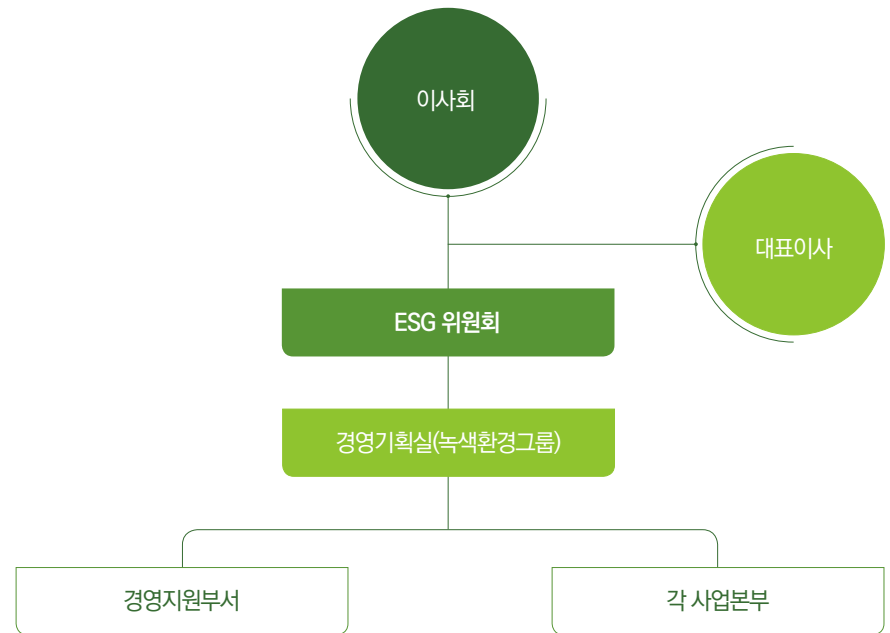 이사회
대표이사
ESG 위원회
경영기획실(녹색환경그룹)
경영지원부서
각 사업본부